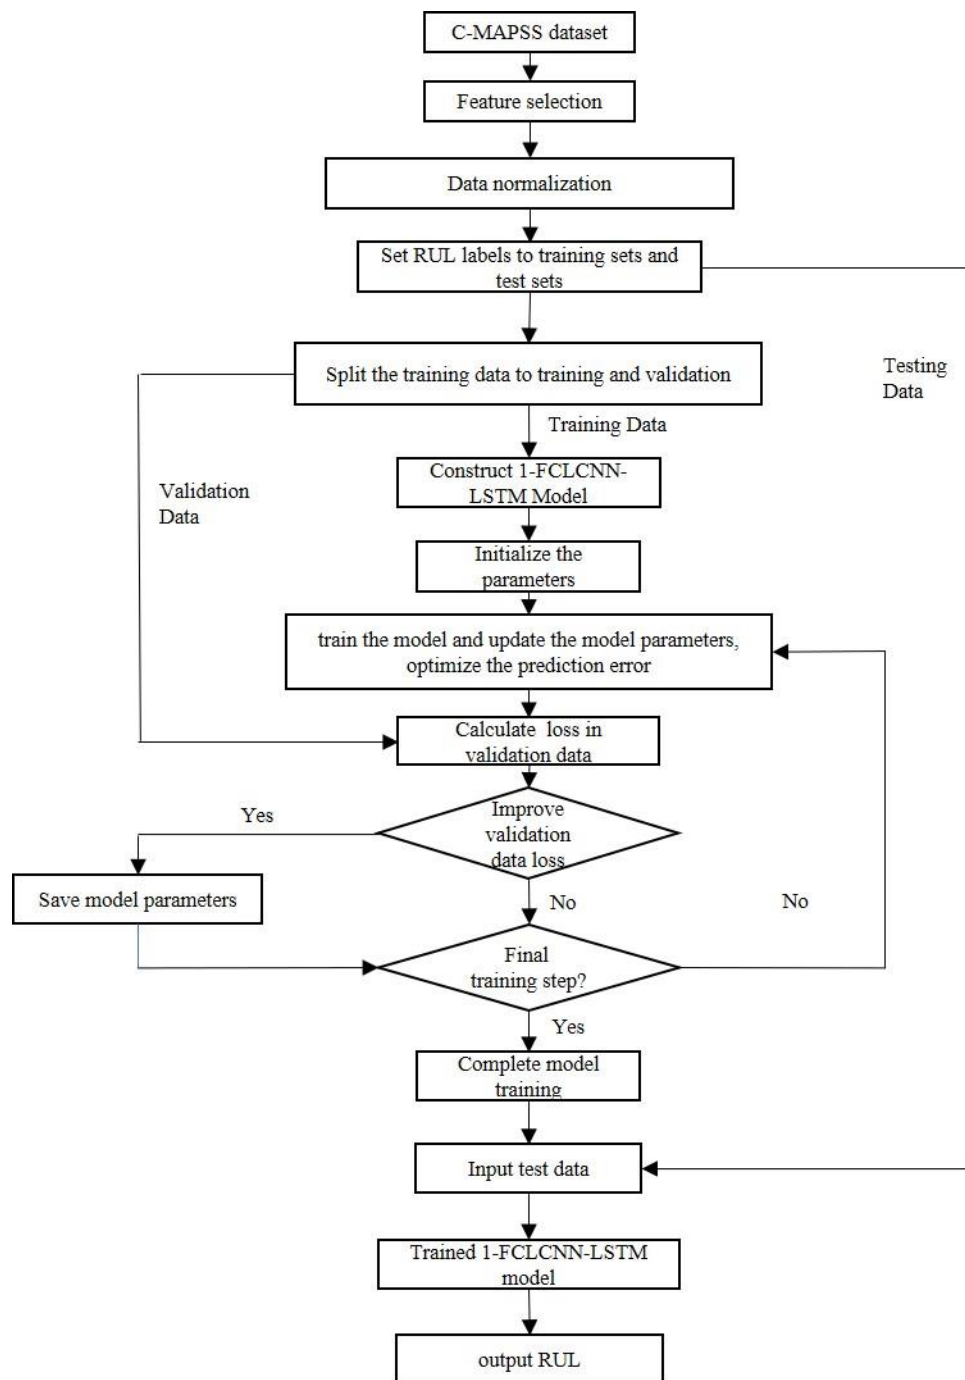 C-MAPSS dataset
Feature selection
Data normalization
Set RUL labels to training sets and
test sets
Split the training data to training and validation
Testing
Data
Training Data
Validation
Data
Construct 1-FCLCNN-
LSTM Model
Initialize the
parameters
train the model and update the model parameters,
optimize the prediction error
Calculate loss in
validation data
Yes
Improve
validation
data loss
Save model parameters
No
No
Final
training step?
Yes
Complete model
training
Input test data
Trained 1-FCLCNN-LSTM
model
output RUL